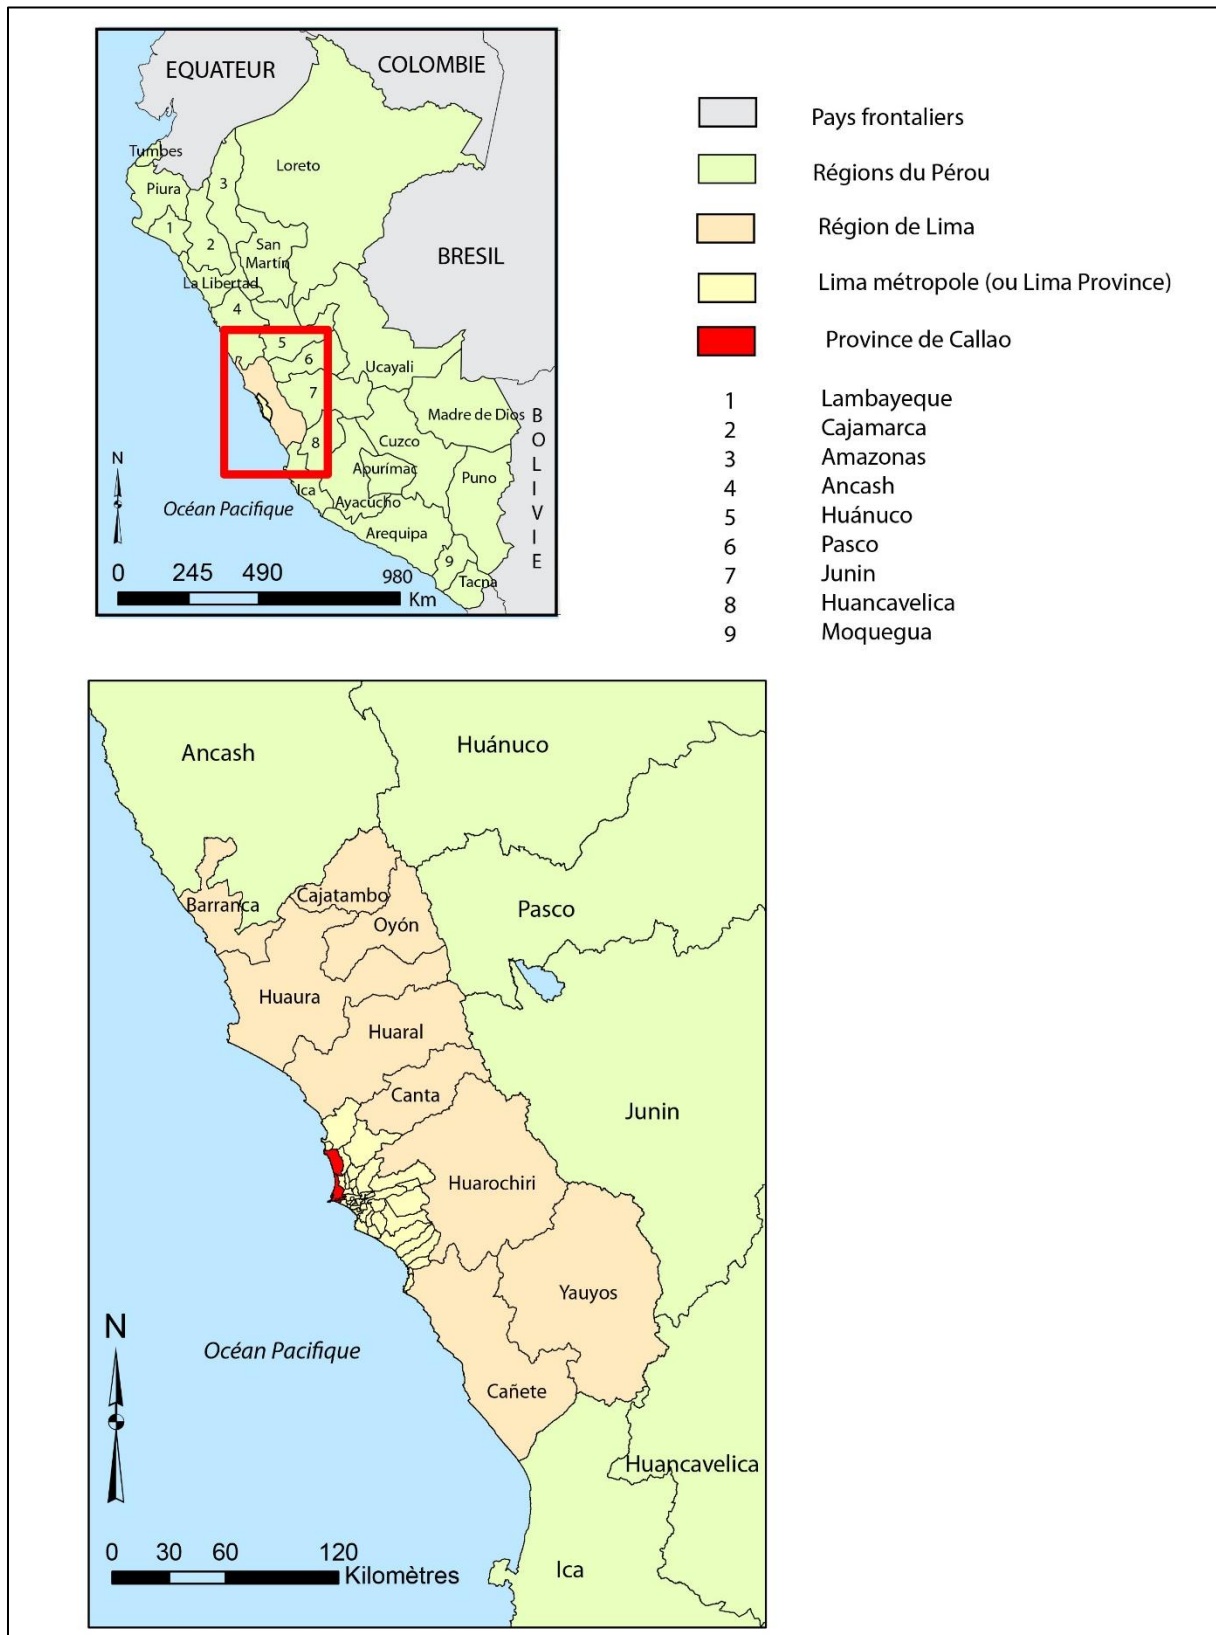 EQUATEUR
COLOMBIE
Tumbes
Piura
3
Loreto
1
2
San
Martín
BRESIL
La Libertad
4
5
6
Ucayali
7
Madre de Dios
8
Cuzco
Apurímac
Puno
Ica
Ayacucho
Arequipa
9
Tacna
BOLIVIE
N
Océan Pacifique
0 245 490 980
Km
Pays frontaliers
Régions du Pérou
Région de Lima
Lima métropole (ou Lima Province)
Province de Callao
1 Lambayeque
2 Cajamarca
3 Amazonas
4 Ancash
5 Huánuco
6 Pasco
7 Junin
8 Huancavelica
9 Moquegua
Ancash
Huánuco
Barranca
Cajatambo
Oyón
Pasco
Huaura
Huaral
Canta
Junin
Huarochiri
Yauyos
N
Océan Pacifique
Cañete
Huancavelica
Ica
0 30 60 120
Kilomètres